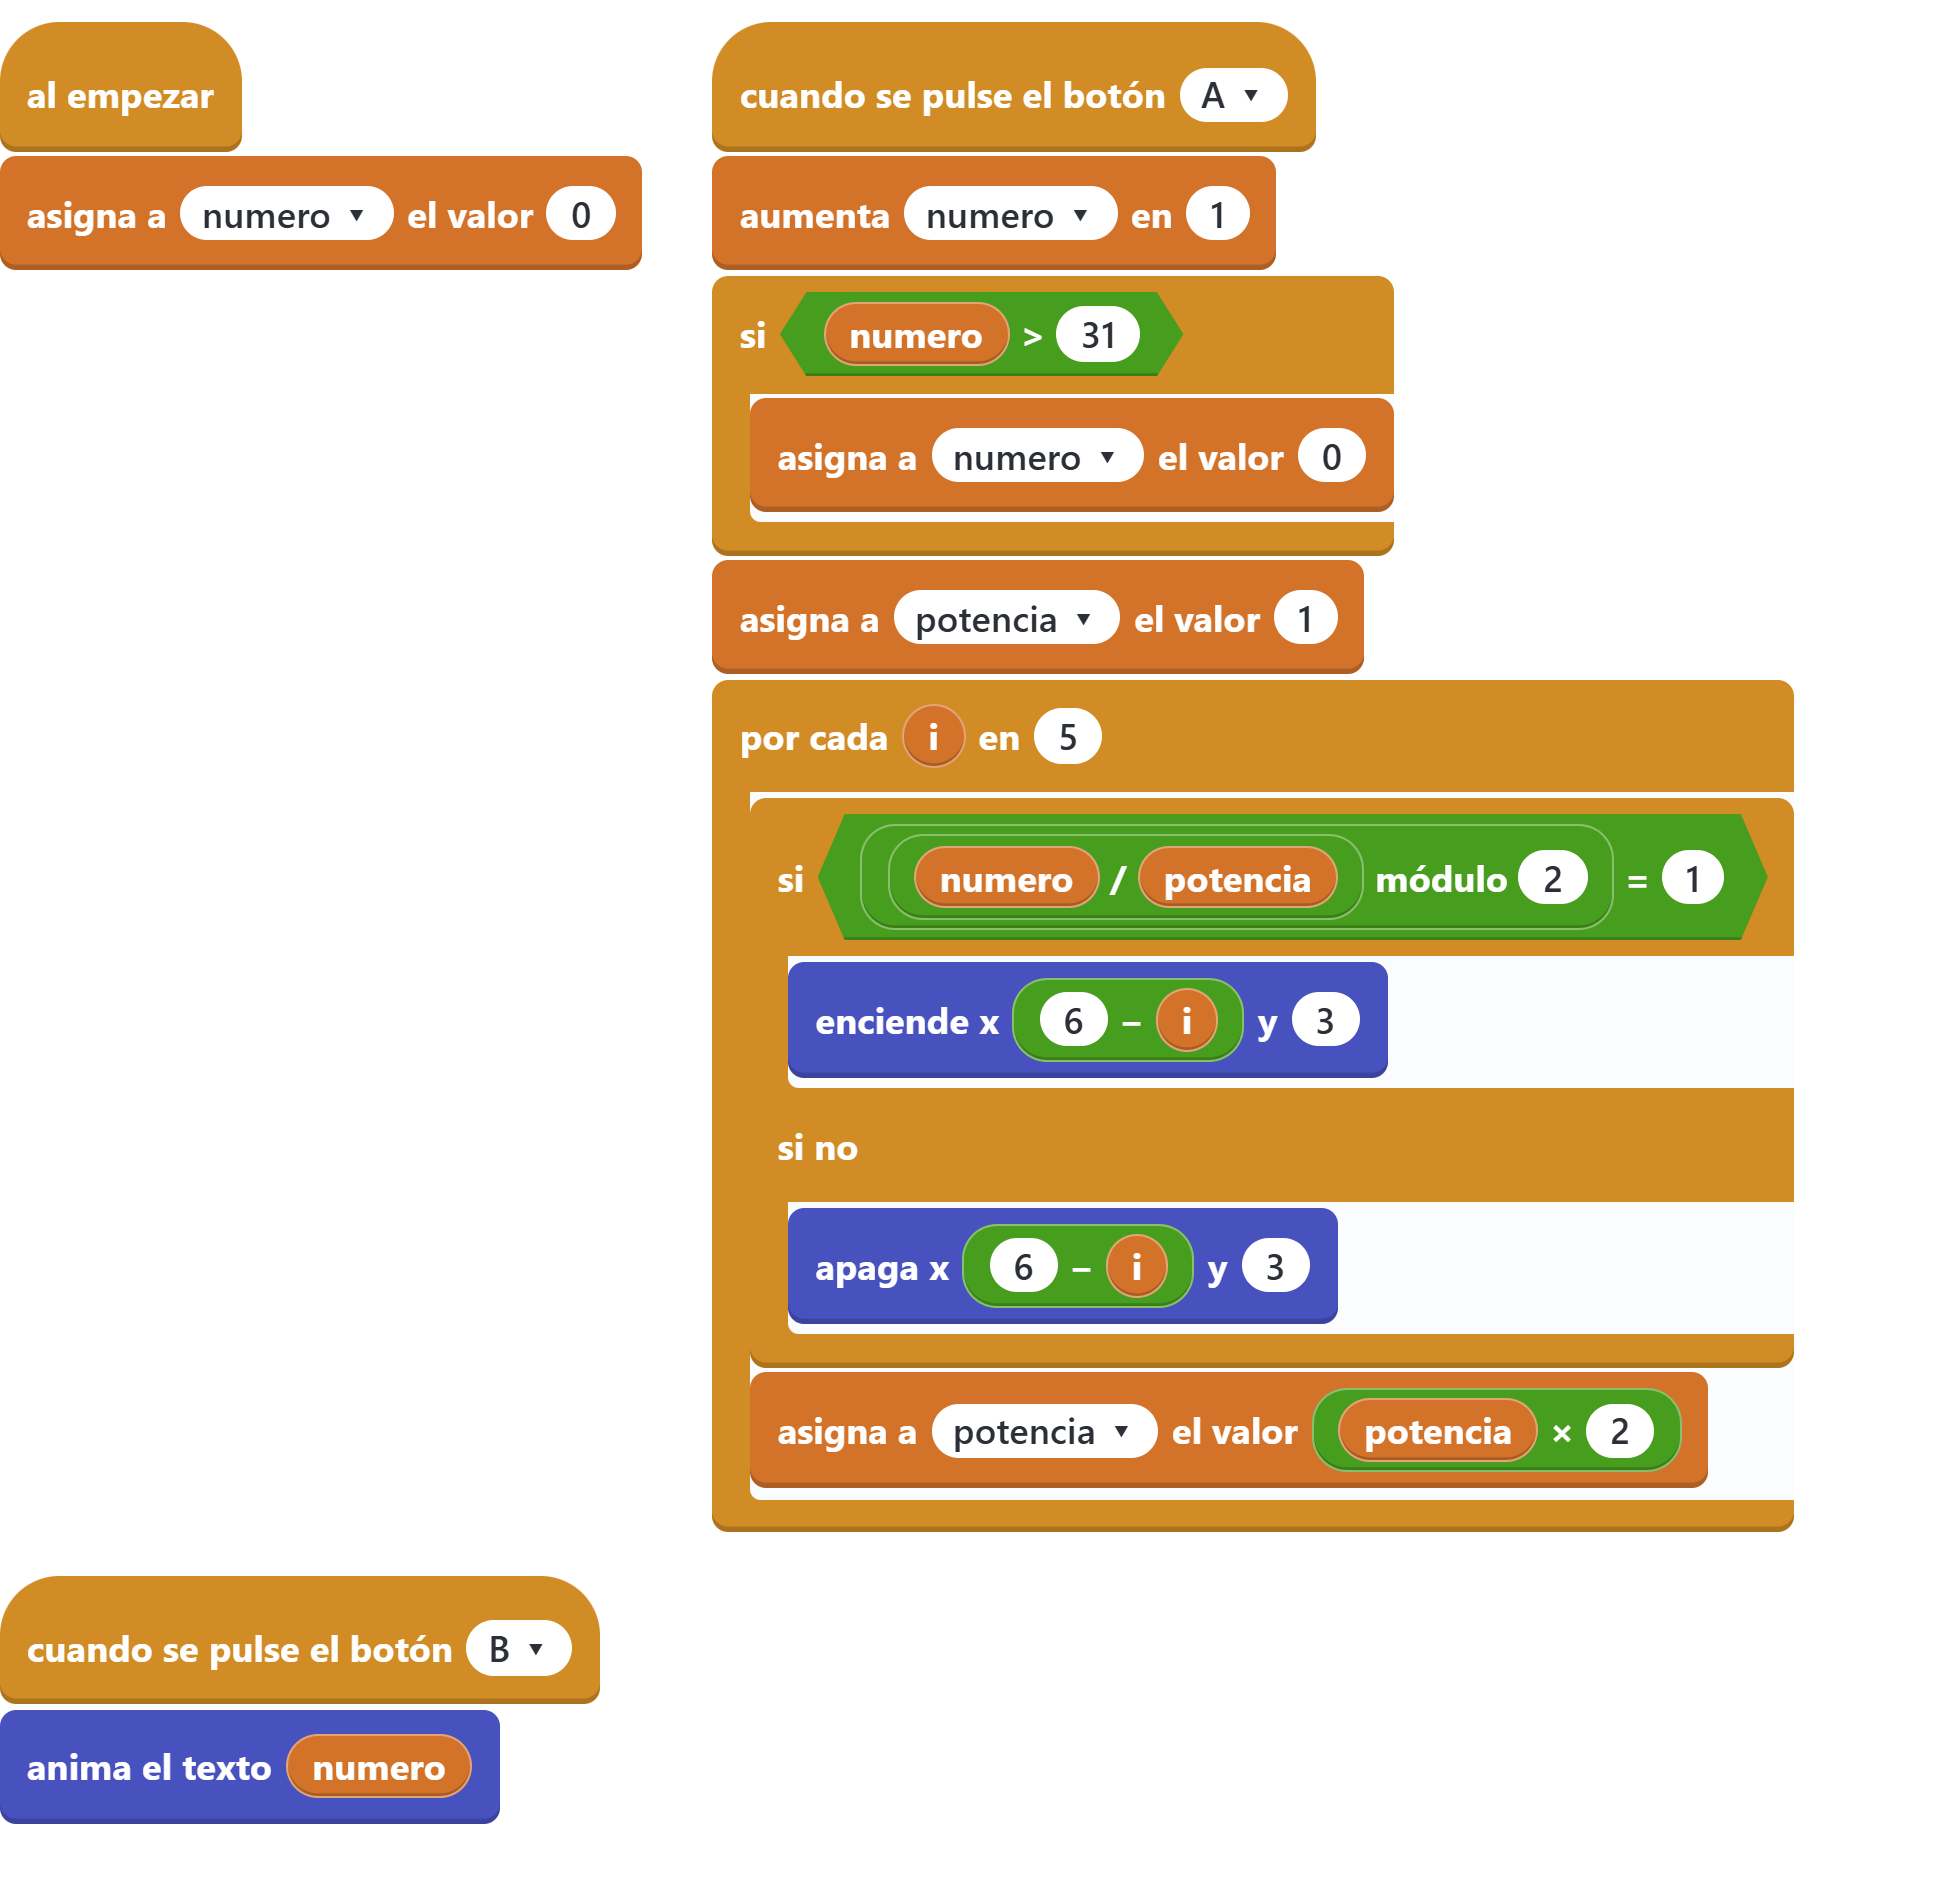 al empezar
asigna a numero ▼ el valor 0
cuando se pulse el botón A ▼
aumenta numero ▼ en 1
si numero > 31
asigna a numero ▼ el valor 0
asigna a potencia ▼ el valor 1
por cada i en 5
si numero / potencia módulo 2 = 1
enciende x 6 – i y 3
si no
apaga x 6 – i y 3
asigna a potencia ▼ el valor potencia × 2
cuando se pulse el botón B ▼
anima el texto numero